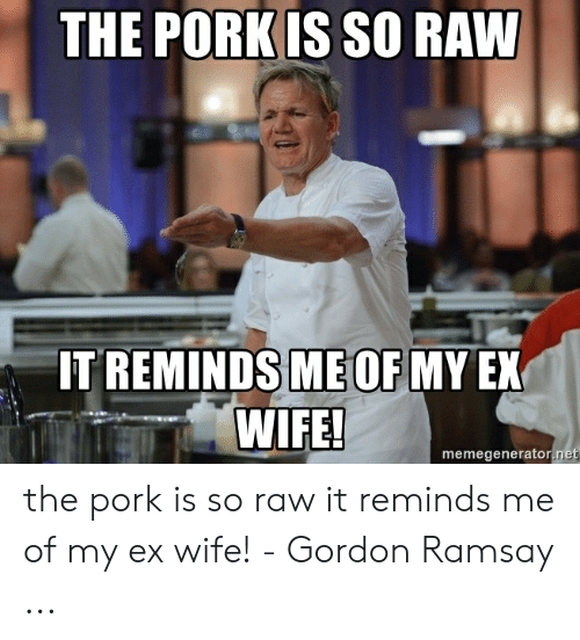 THE PORK IS SO RAW
IT REMINDS ME OF MY EX
WIFE!
memegenerator.net
the pork is so raw it reminds me
of my ex wife! - Gordon Ramsay
...